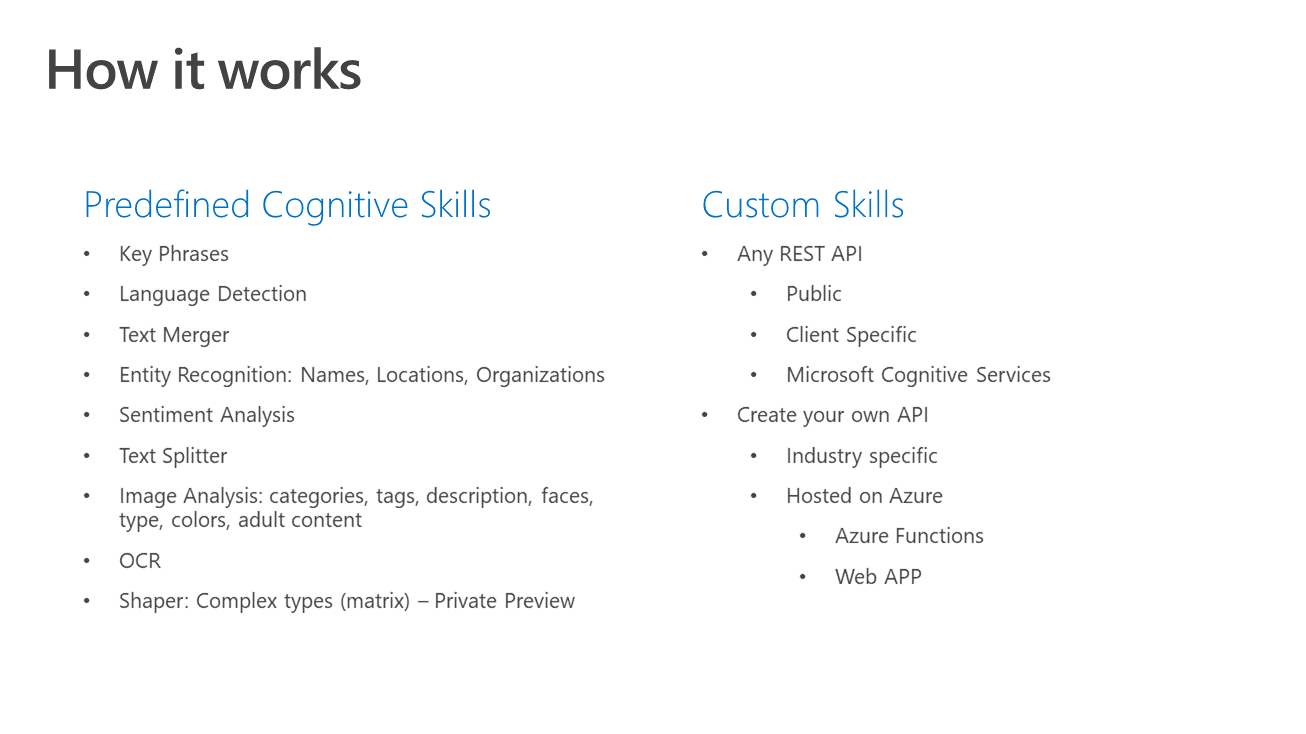 How it works
Predefined Cognitive Skills
• Key Phrases
• Language Detection
• Text Merger
• Entity Recognition: Names, Locations, Organizations
• Sentiment Analysis
• Text Splitter
• Image Analysis: categories, tags, description, faces,
type, colors, adult content
• OCR
• Shaper: Complex types (matrix) – Private Preview
Custom Skills
• Any REST API
• Public
• Client Specific
• Microsoft Cognitive Services
• Create your own API
• Industry specific
• Hosted on Azure
• Azure Functions
• Web APP